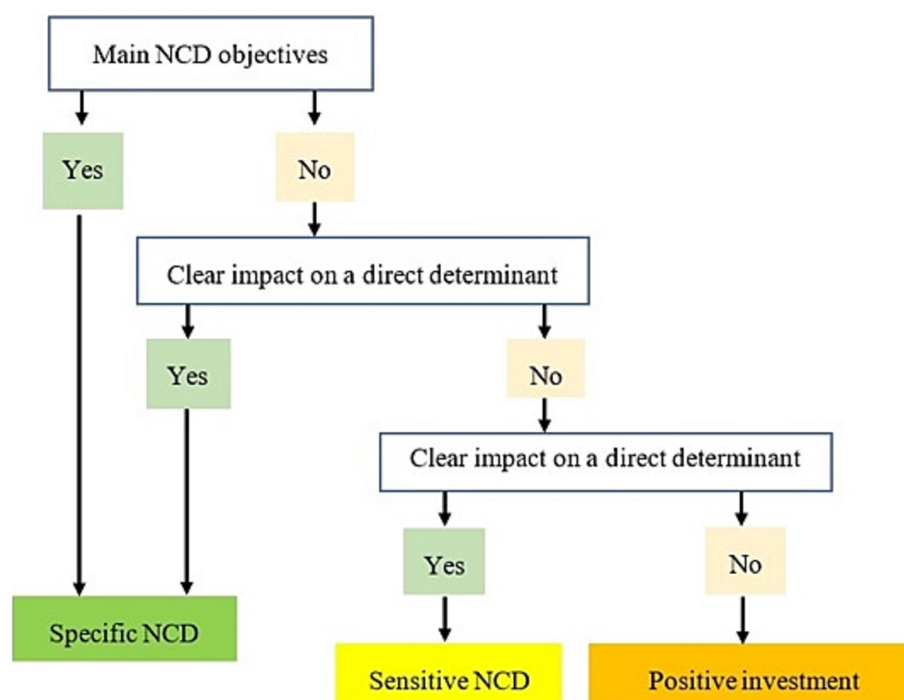 Main NCD objectives
Yes
No
Clear impact on a direct determinant
Yes
No
Clear impact on a direct determinant
Yes
No
Specific NCD
Sensitive NCD
Positive investment